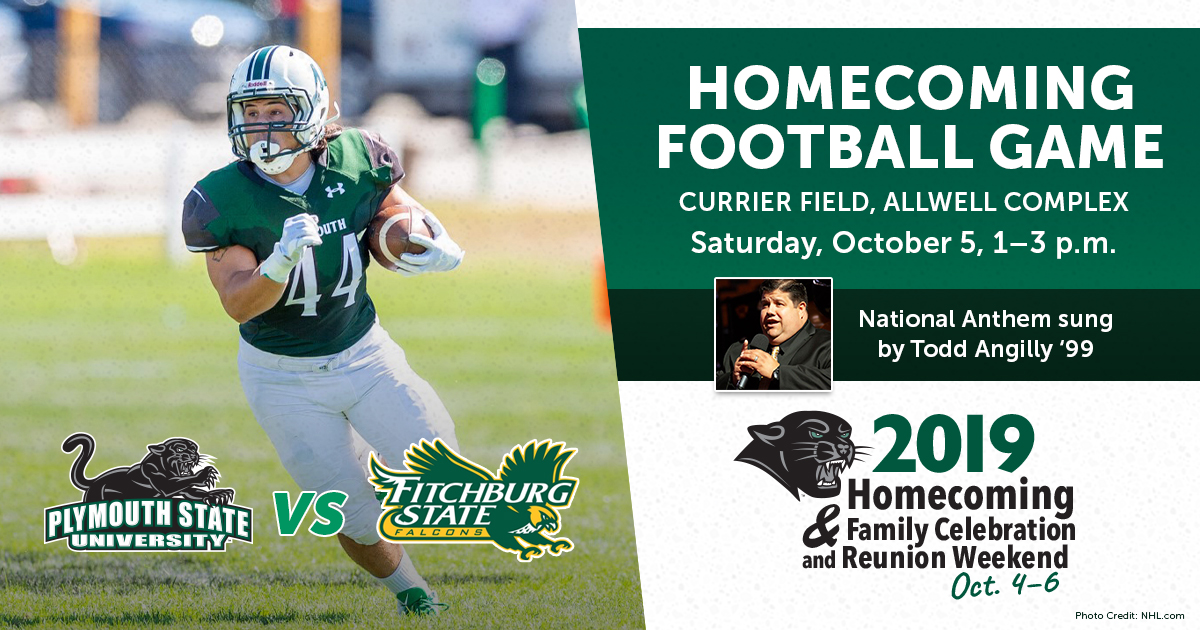 HOMECOMING
FOOTBALL GAME
CURRIER FIELD, ALLWELL COMPLEX
Saturday, October 5, 1–3 p.m.
National Anthem sung
by Todd Angilly ‘99
Riddell
44
PLYMOUTH STATE
UNIVERSITY
VS
FITCHBURG
STATE
FALCONS
2019
Homecoming
& Family Celebration
and Reunion Weekend
Oct. 4–6
Photo Credit: NHL.com